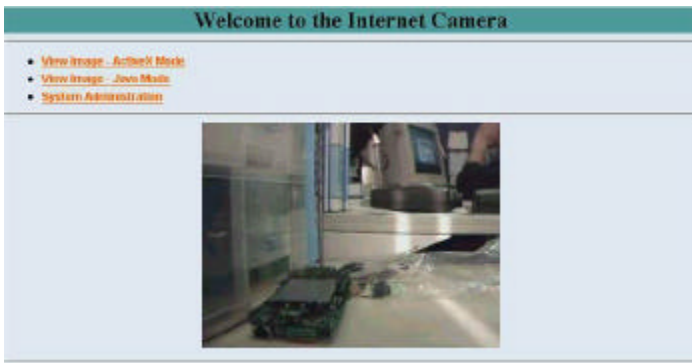 Welcome to the Internet Camera
View Image - ActiveX Mode
View Image - Java Mode
System Administration